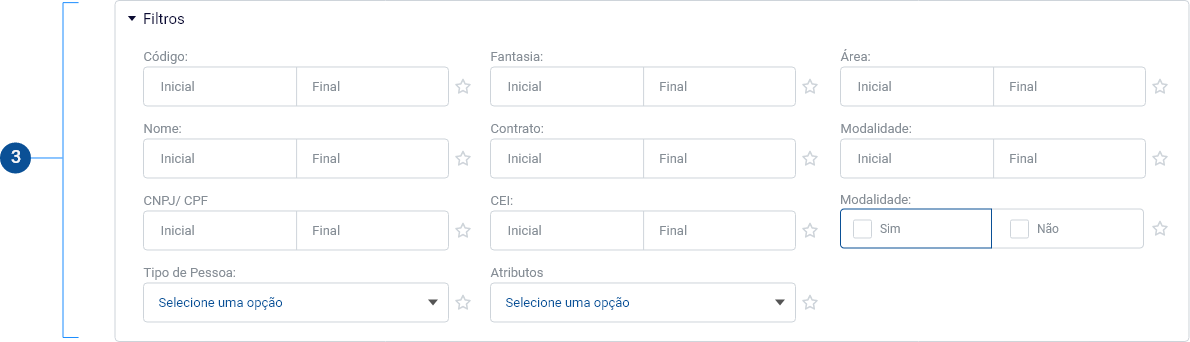 Filtros
Código: Fantasia: Área:
Inicial Final Inicial Final Inicial Final
Nome: Contrato: Modalidade:
3
Inicial Final Inicial Final Inicial Final
CNPJ/ CPF CEI: Modalidade:
Inicial Final Inicial Final Sim Não
Tipo de Pessoa: Atributos
Selecione uma opção Selecione uma opção